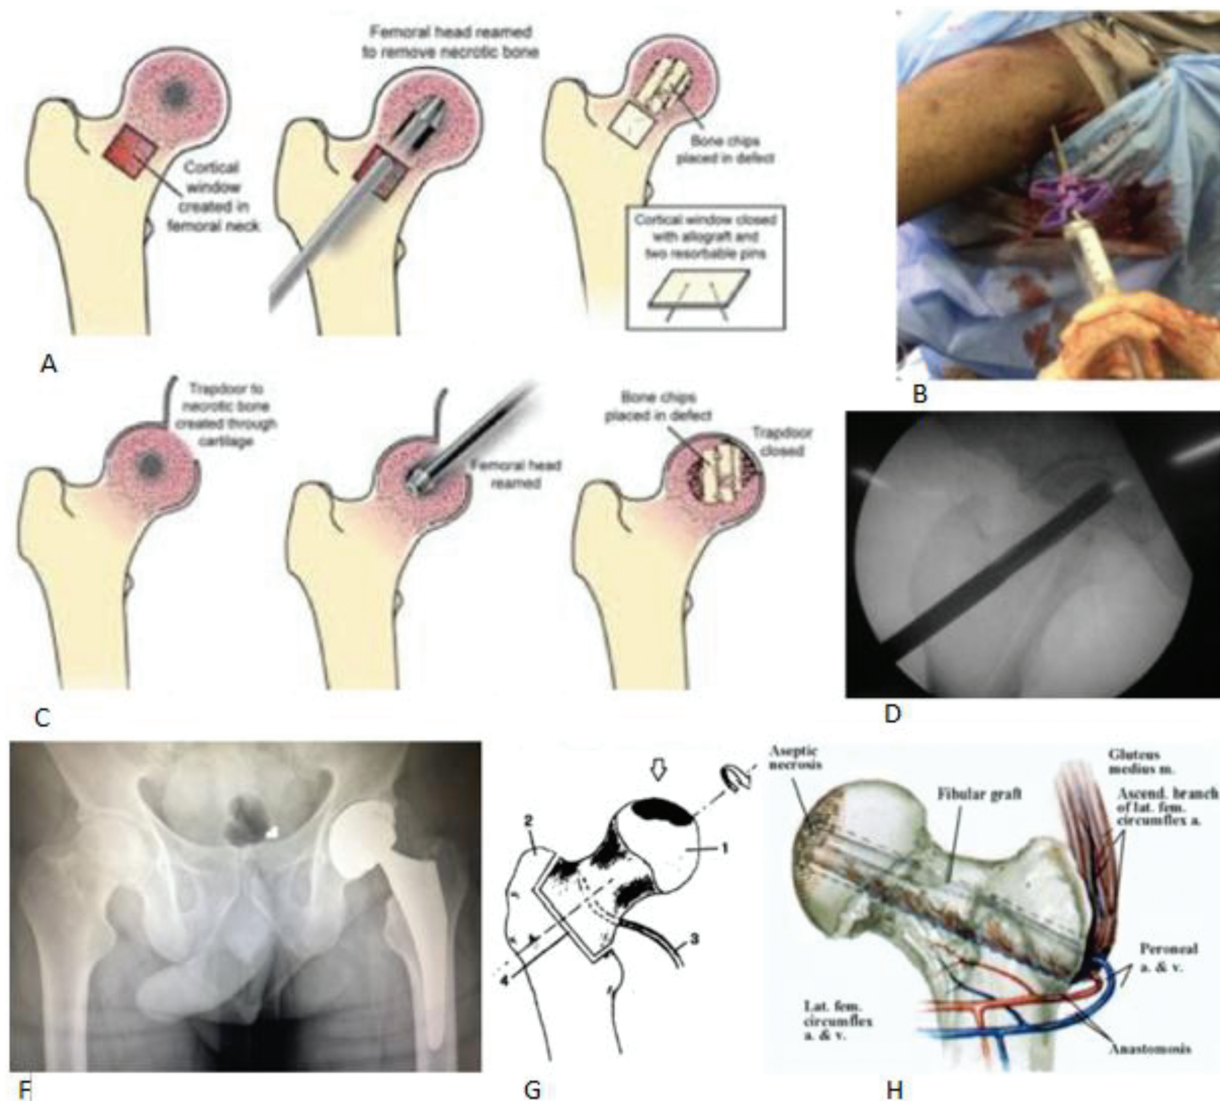 Femoral head reamed
to remove necrotic bone
Cortical
window
created in
femoral neck
Bone chips
placed in defect
Cortical window closed
with allograft and
two resorbable pins
A
B
Trapdoor to
necrotic bone
created through
cartilage
Femoral head
reamed
Bone chips
placed in defect
Trapdoor
closed
C
D
F
2
1
3
4
G
Aseptic
necrosis
Fibular graft
Gluteus
medius m.
Ascend. branch
of lat. fem.
circumflex a.
Peroneal
a. & v.
Lat. fem.
circumflex
a. & v.
Anastomosis
H